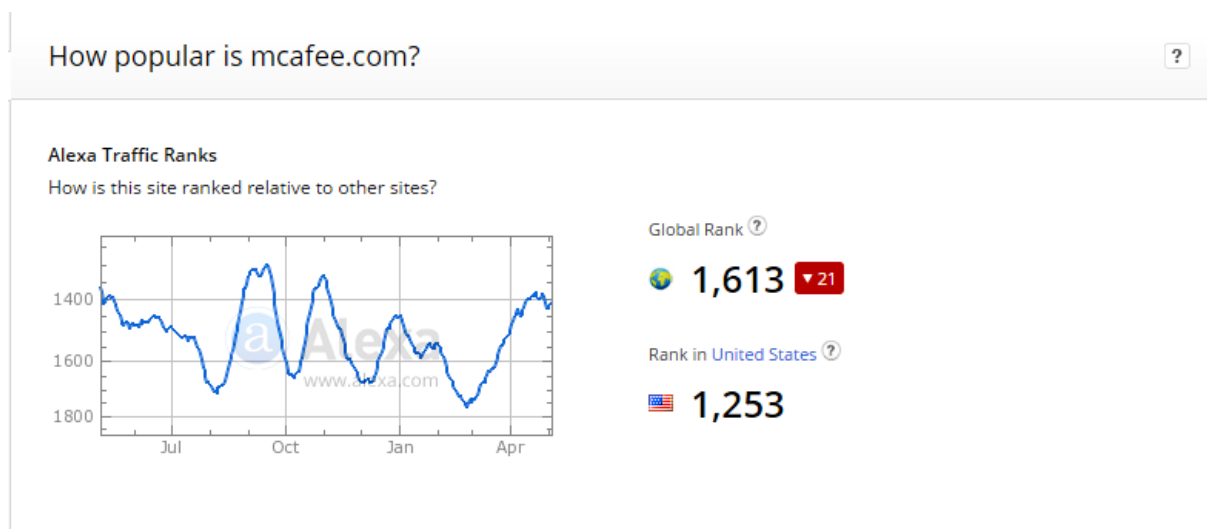 How popular is mcafee.com?
?
Alexa Traffic Ranks
How is this site ranked relative to other sites?
1400
1600
1800
Jul Oct Jan Apr
a Alexa
www.alexa.com
Global Rank ?
1,613 ▼21
Rank in United States ?
1,253